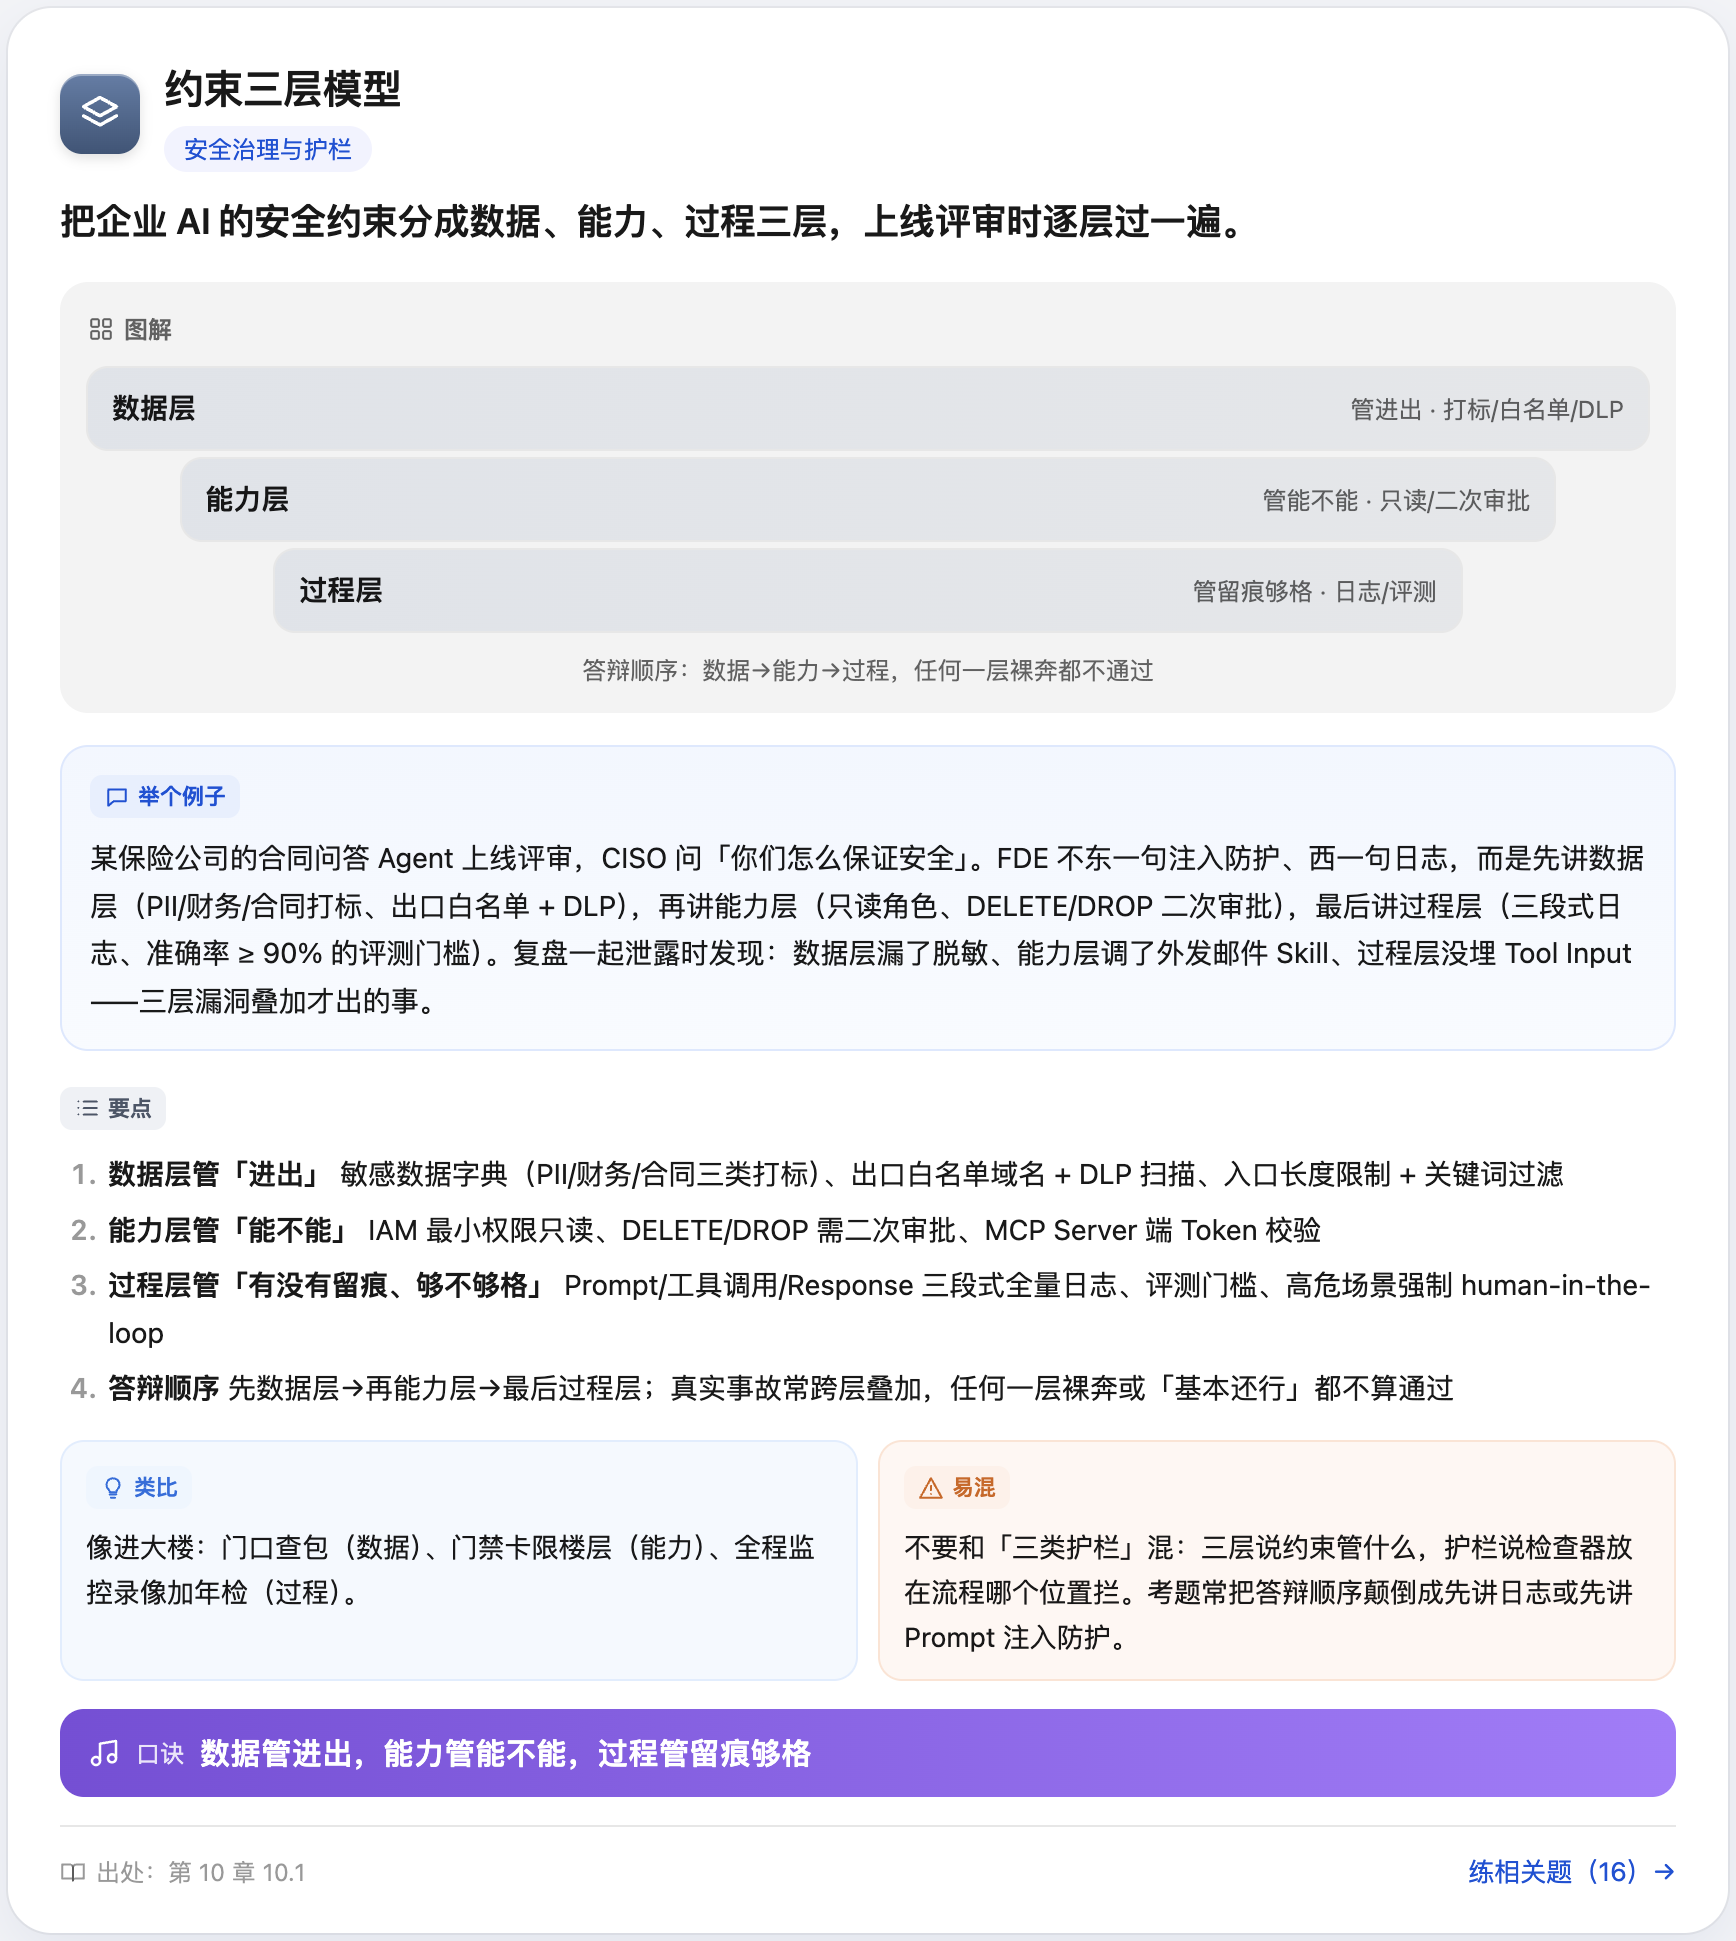 约束三层模型
安全治理与护栏
把企业 AI 的安全约束分成数据、能力、过程三层，上线评审时逐层过一遍。
图解
数据层 管进出 · 打标/白名单/DLP
能力层 管能不能 · 只读/二次审批
过程层 管留痕够格 · 日志/评测
答辩顺序：数据→能力→过程，任何一层裸奔都不通过
举个例子
某保险公司的合同问答 Agent 上线评审，CISO 问「你们怎么保证安全」。FDE 不东一句注入防护、西一句日志，而是先讲数据
层（PII/财务/合同打标、出口白名单 + DLP），再讲能力层（只读角色、DELETE/DROP 二次审批），最后讲过程层（三段式日
志、准确率 ≥ 90% 的评测门槛）。复盘一起泄露时发现：数据层漏了脱敏、能力层调了外发邮件 Skill、过程层没埋 Tool Input
——三层漏洞叠加才出的事。
要点
1. 数据层管「进出」 敏感数据字典（PII/财务/合同三类打标）、出口白名单域名 + DLP 扫描、入口长度限制 + 关键词过滤
2. 能力层管「能不能」 IAM 最小权限只读、DELETE/DROP 需二次审批、MCP Server 端 Token 校验
3. 过程层管「有没有留痕、够不够格」 Prompt/工具调用/Response 三段式全量日志、评测门槛、高危场景强制 human-in-the-
loop
4. 答辩顺序 先数据层→再能力层→最后过程层；真实事故常跨层叠加，任何一层裸奔或「基本还行」都不算通过
类比
像进大楼：门口查包（数据）、门禁卡限楼层（能力）、全程监
控录像加年检（过程）。
易混
不要和「三类护栏」混：三层说约束管什么，护栏说检查器放
在流程哪个位置拦。考题常把答辩顺序颠倒成先讲日志或先讲
Prompt 注入防护。
口诀 数据管进出，能力管能不能，过程管留痕够格
出处：第 10 章 10.1
练相关题（16）→